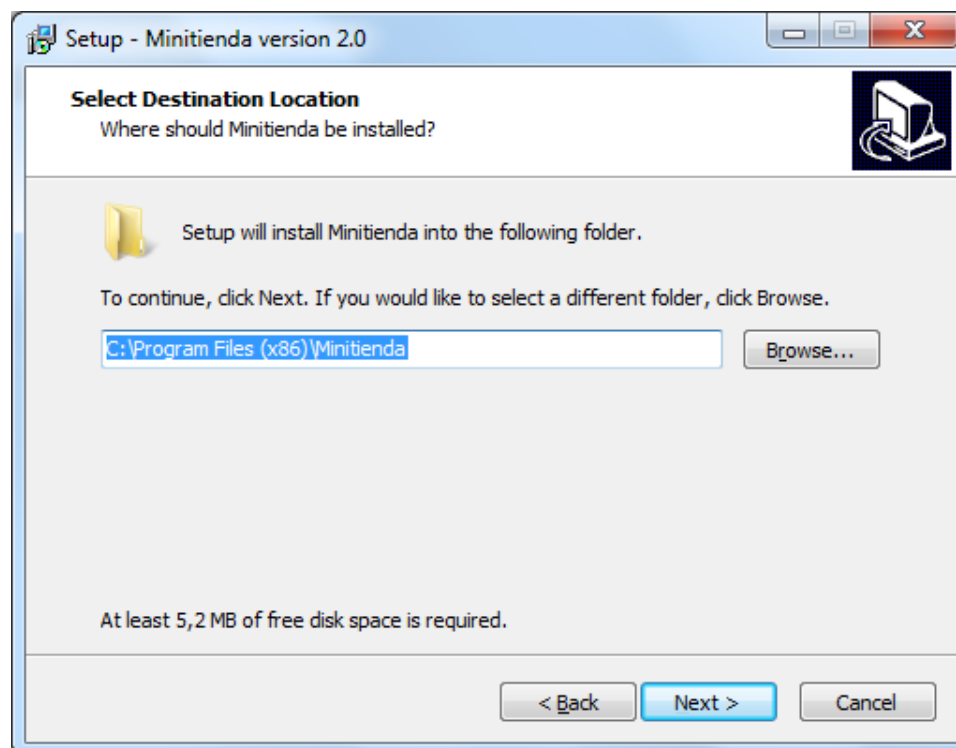 Setup - Minitienda version 2.0
Select Destination Location
Where should Minitienda be installed?
Setup will install Minitienda into the following folder.
To continue, click Next. If you would like to select a different folder, click Browse.
C:\Program Files (x86)\Minitienda
Browse...
At least 5,2 MB of free disk space is required.
< Back
Next >
Cancel